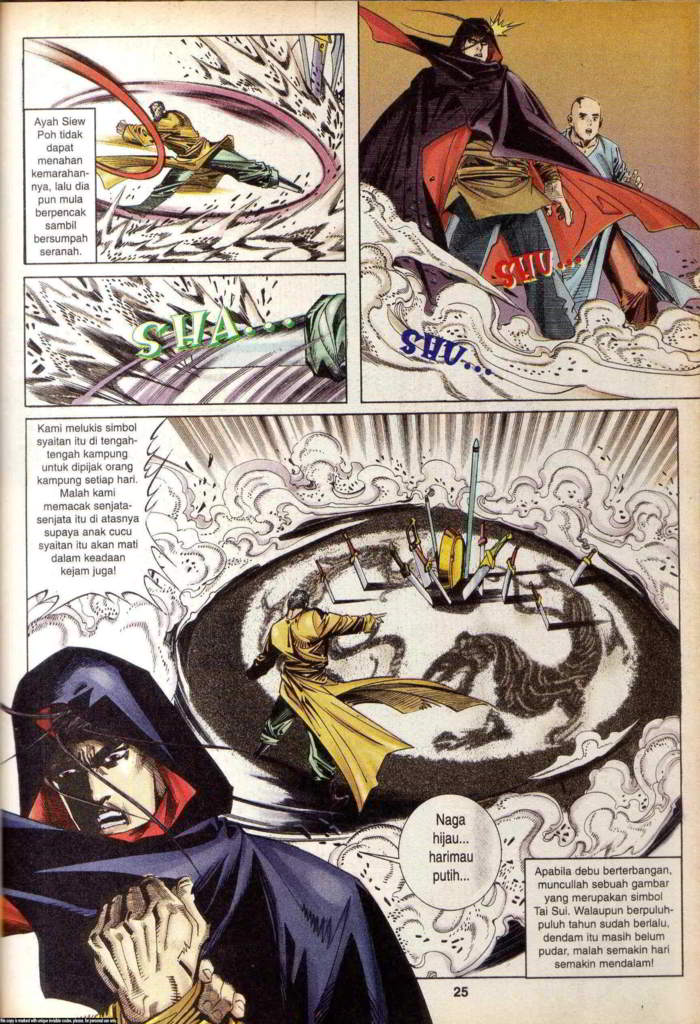 Ayah Siew
Poh tidak
dapat
menahan
kemarahan-
nya, lalu dia
pun mula
berpencak
sambil
bersumpah
seranah.
SHU...
SHU...
SHA...
Kami melukis simbol
syaitan itu di tengah-
tengah kampung
untuk dipijak orang
kampung setiap hari.
Malah kami
memacak senjata-
senjata itu di atasnya
supaya anak cucu
syaitan itu akan mati
dalam keadaan
kejam juga!
Naga
hijau...
harimau
putih...
Apabila debu berterbangan,
muncullah sebuah gambar
yang merupakan simbol
Tai Sui. Walaupun berpuluh-
puluh tahun sudah berlalu,
dendam itu masih belum
pudar, malah semakin hari
semakin mendalam!
25